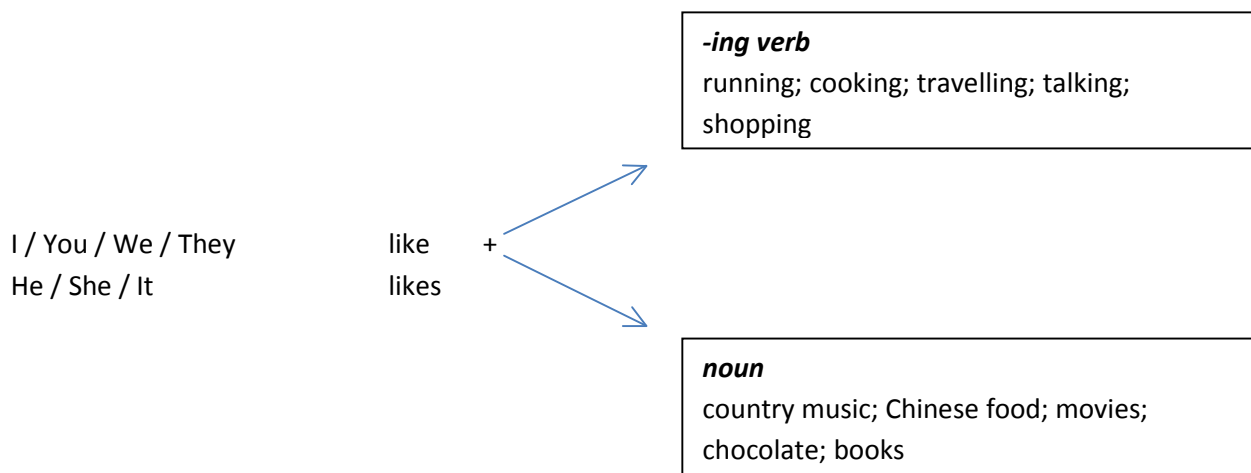 -ing verb
running; cooking; travelling; talking;
shopping
I / You / We / They like +
He / She / It likes
noun
country music; Chinese food; movies;
chocolate; books